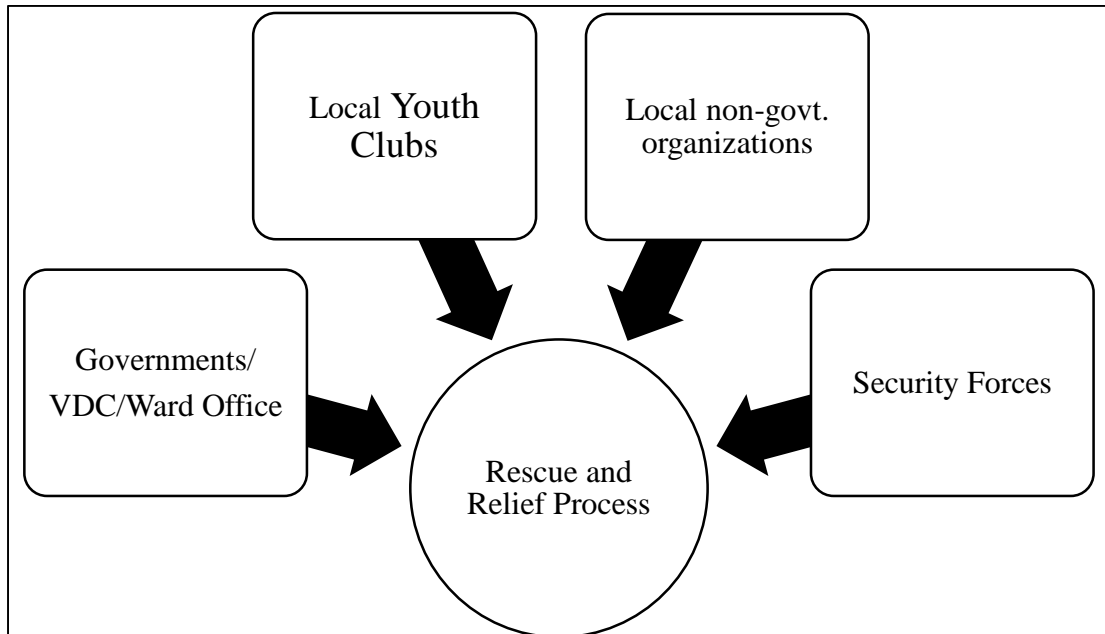 Local Youth
Clubs
Local non-govt.
organizations
Governments/
VDC/Ward Office
Security Forces
Rescue and
Relief Process